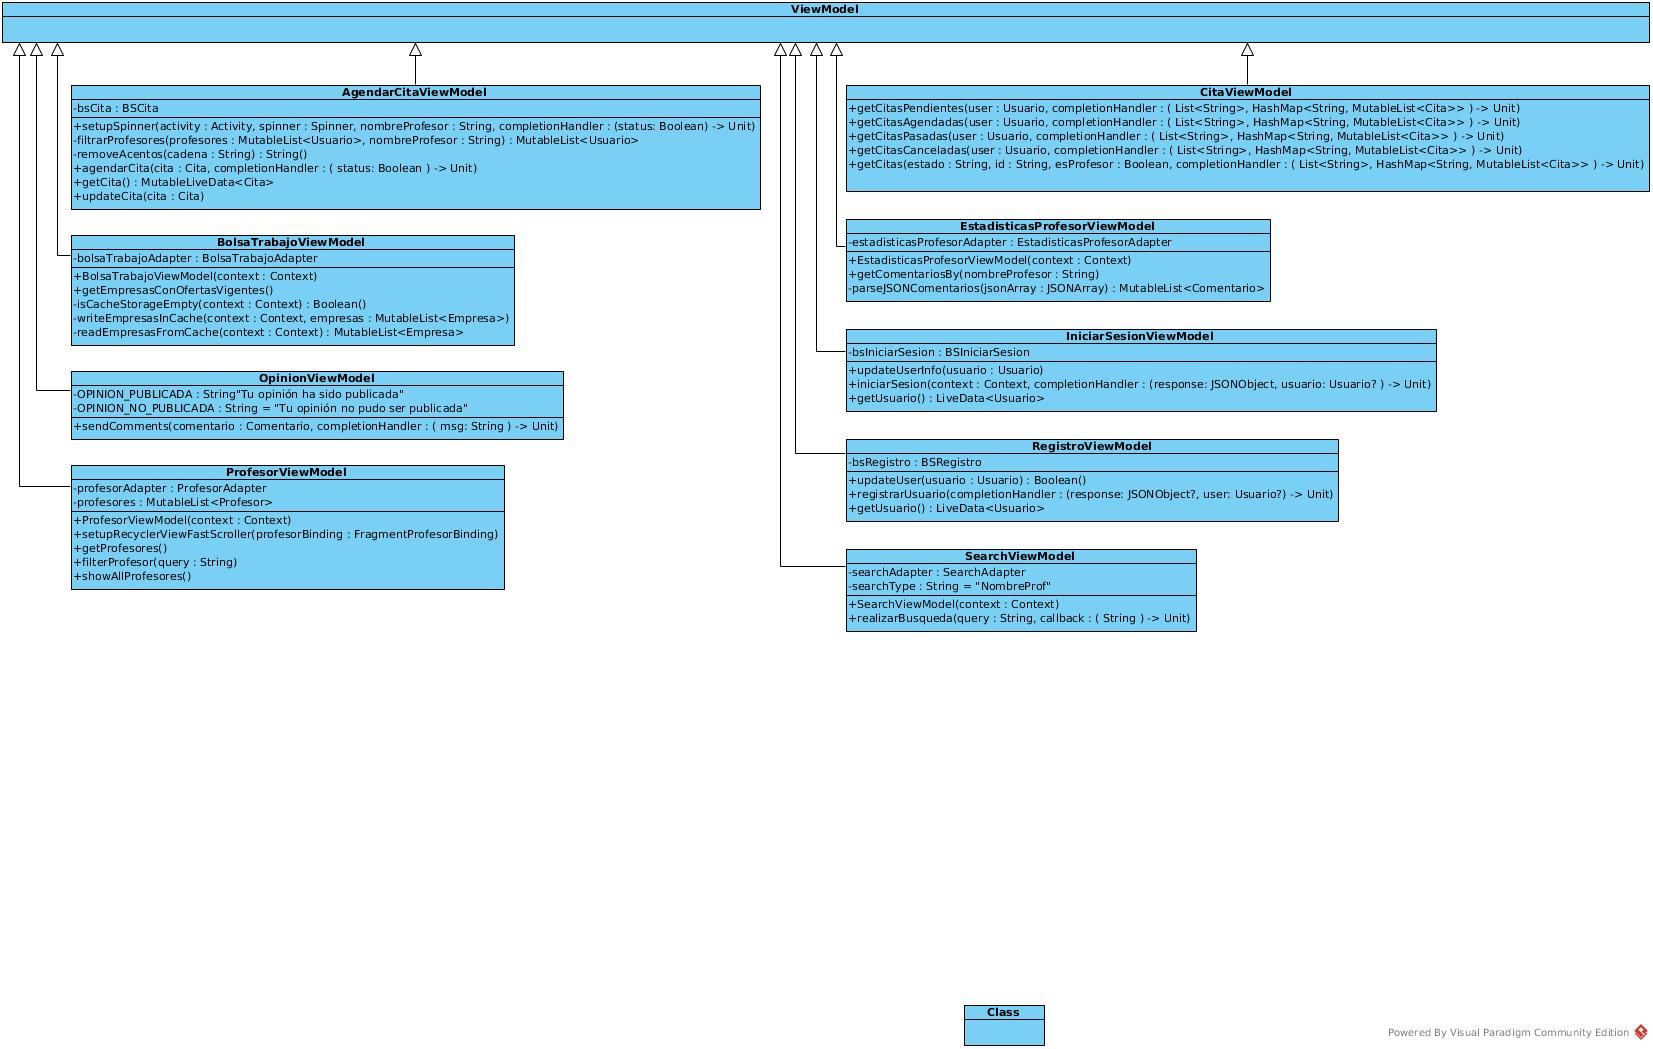 ViewModel
AgendarCitaViewModel
-bsCita : BSCita
+setupSpinner(activity : Activity, spinner : Spinner, nombreProfesor : String, completionHandler : (status: Boolean) -> Unit)
-filtrarProfesores(profesores : MutableList<Usuario>, nombreProfesor : String) : MutableList<Usuario>
-removeAcentos(cadena : String) : String()
+agendarCita(cita : Cita, completionHandler : ( status: Boolean ) -> Unit)
+getCita() : MutableLiveData<Cita>
+updateCita(cita : Cita)
BolsaTrabajoViewModel
-bolsaTrabajoAdapter : BolsaTrabajoAdapter
+BolsaTrabajoViewModel(context : Context)
+getEmpresasConOfertasVigentes()
-isCacheStorageEmpty(context : Context) : Boolean()
-writeEmpresasInCache(context : Context, empresas : MutableList<Empresa>)
-readEmpresasFromCache(context : Context) : MutableList<Empresa>
OpinionViewModel
-OPINION_PUBLICADA : String"Tu opinión ha sido publicada"
-OPINION_NO_PUBLICADA : String = "Tu opinión no pudo ser publicada"
+sendComments(comentario : Comentario, completionHandler : ( msg: String ) -> Unit)
ProfesorViewModel
-profesorAdapter : ProfesorAdapter
-profesores : MutableList<Profesor>
+ProfesorViewModel(context : Context)
+setupRecyclerViewFastScroller(profesorBinding : FragmentProfesorBinding)
+getProfesores()
+filterProfesor(query : String)
+showAllProfesores()
CitaViewModel
+getCitasPendientes(user : Usuario, completionHandler : ( List<String>, HashMap<String, MutableList<Cita>> ) -> Unit)
+getCitasAgendadas(user : Usuario, completionHandler : ( List<String>, HashMap<String, MutableList<Cita>> ) -> Unit)
+getCitasPasadas(user : Usuario, completionHandler : ( List<String>, HashMap<String, MutableList<Cita>> ) -> Unit)
+getCitasCanceladas(user : Usuario, completionHandler : ( List<String>, HashMap<String, MutableList<Cita>> ) -> Unit)
+getCitas(estado : String, id : String, esProfesor : Boolean, completionHandler : ( List<String>, HashMap<String, MutableList<Cita>> ) -> Unit)
EstadisticasProfesorViewModel
-estadisticasProfesorAdapter : EstadisticasProfesorAdapter
+EstadisticasProfesorViewModel(context : Context)
+getComentariosBy(nombreProfesor : String)
-parseJSONComentarios(jsonArray : JSONArray) : MutableList<Comentario>
IniciarSesionViewModel
-bsIniciarSesion : BSIniciarSesion
+updateUserInfo(usuario : Usuario)
+iniciarSesion(context : Context, completionHandler : (response: JSONObject, usuario: Usuario? ) -> Unit)
+getUsuario() : LiveData<Usuario>
RegistroViewModel
-bsRegistro : BSRegistro
+updateUser(usuario : Usuario) : Boolean()
+registrarUsuario(completionHandler : (response: JSONObject?, user: Usuario?) -> Unit)
+getUsuario() : LiveData<Usuario>
SearchViewModel
-searchAdapter : SearchAdapter
-searchType : String = "NombreProf"
+SearchViewModel(context : Context)
+realizarBusqueda(query : String, callback : ( String ) -> Unit)
Class
Powered By Visual Paradigm Community Edition